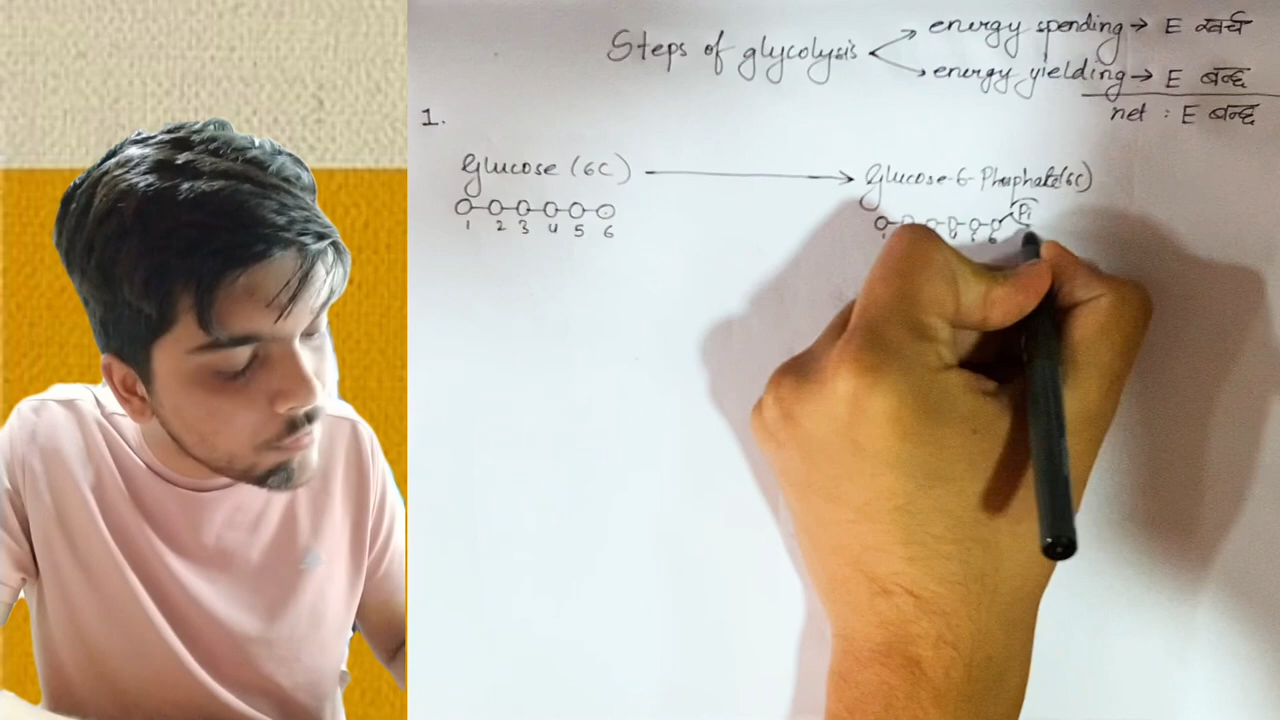 Steps of glycolysis
energy spending → E खर्च
energy yielding → E बन्छ
net : E बन्छ
1.
Glucose (6C)
Glucose-6-Phosphate(6C)
1 2 3 4 5 6
Pi